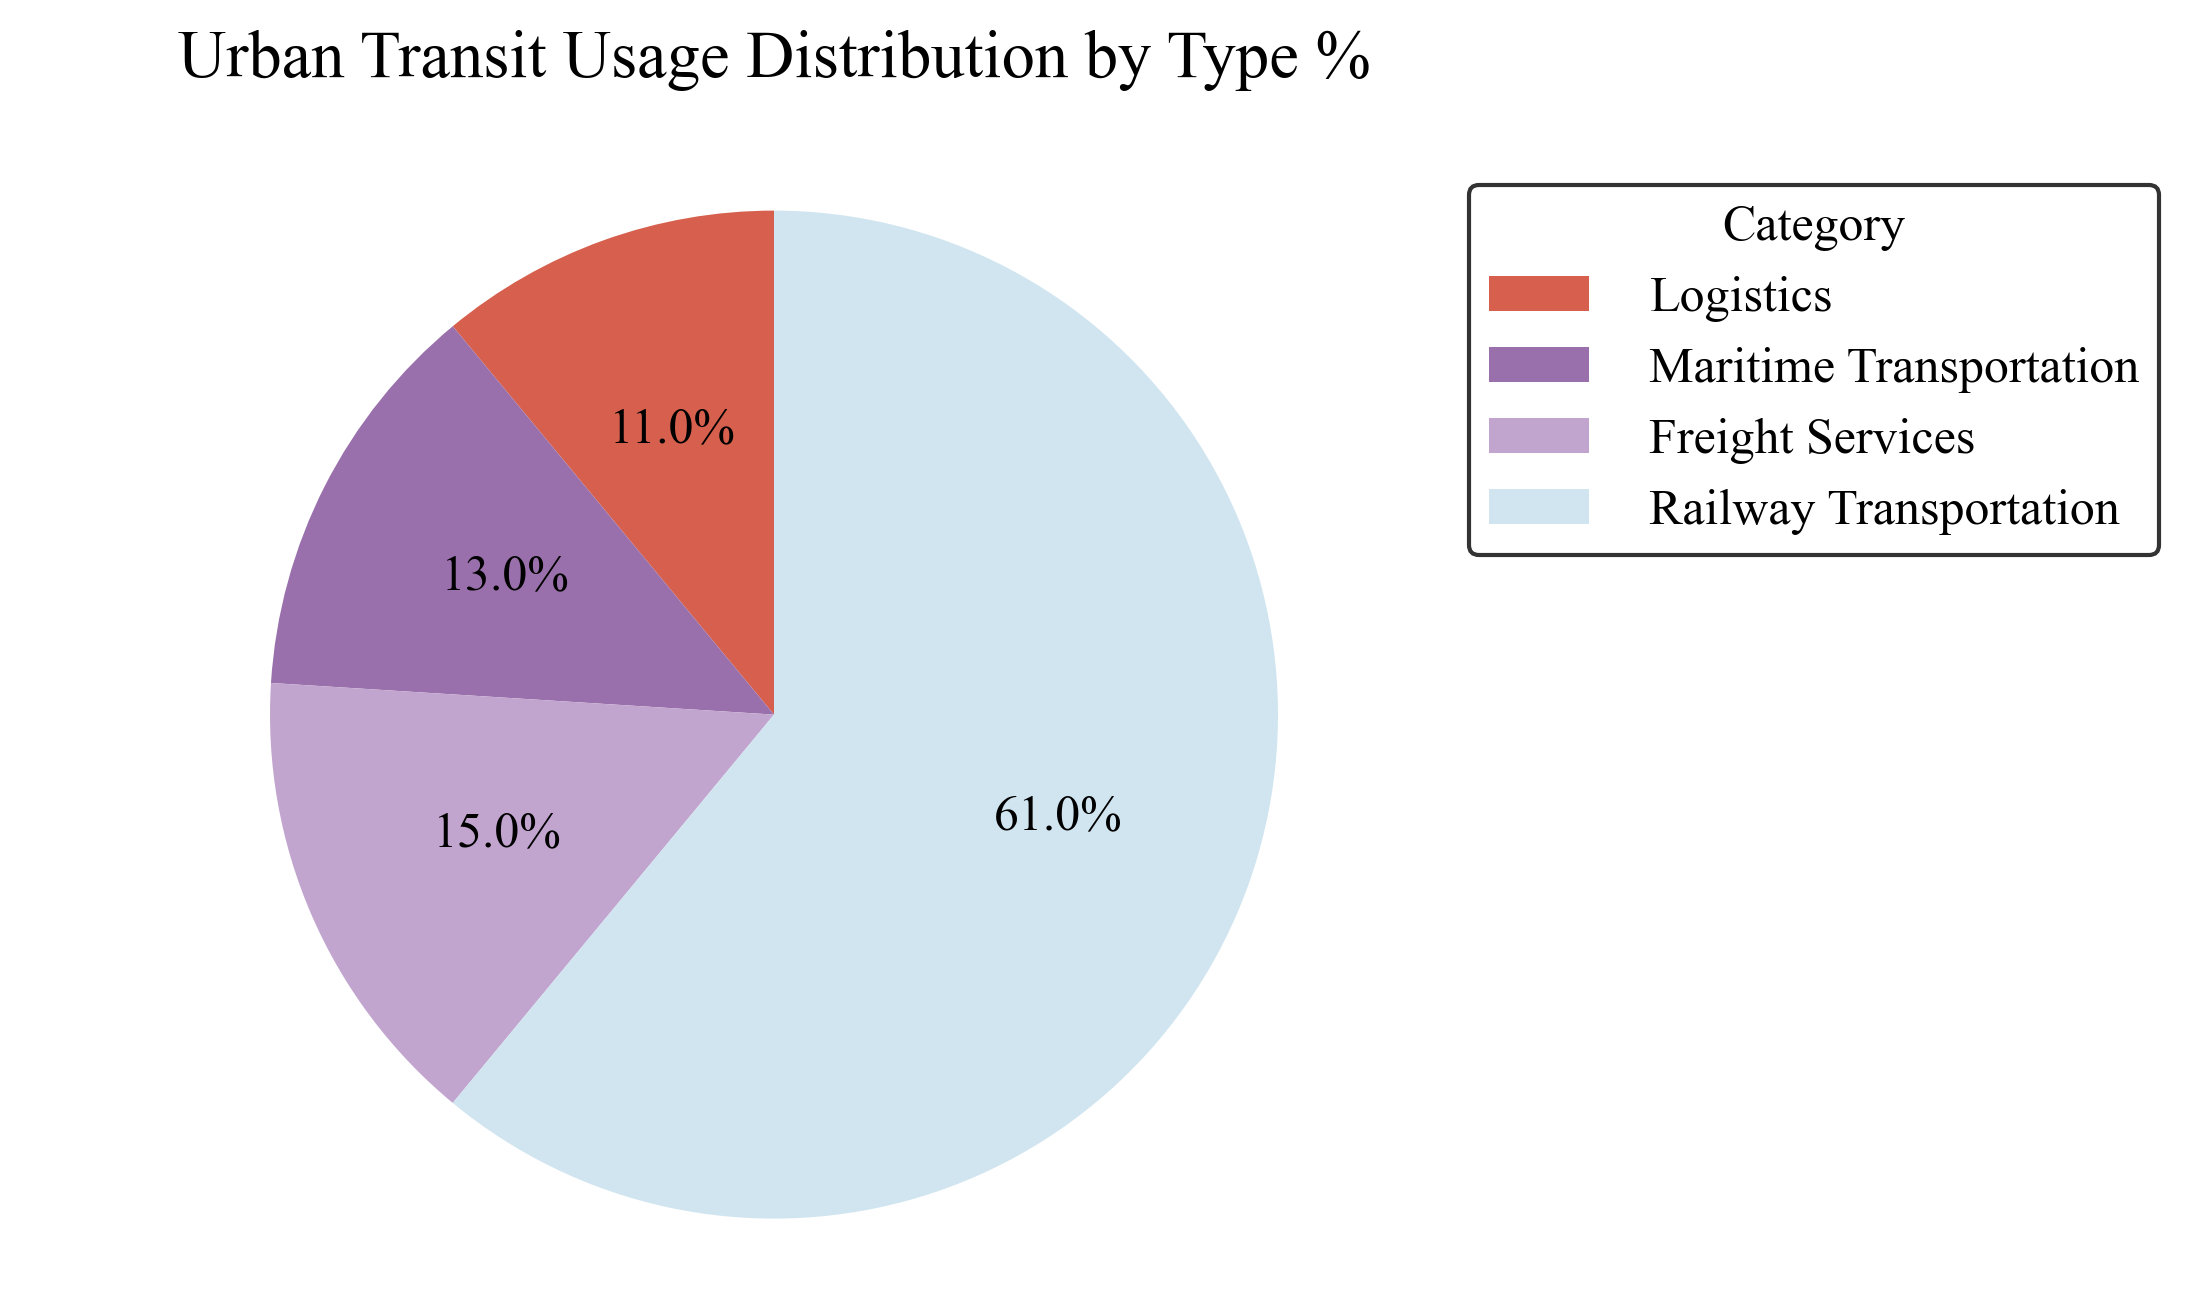 Urban Transit Usage Distribution by Type %
Category
Logistics
Maritime Transportation
Freight Services
Railway Transportation
11.0%
13.0%
15.0%
61.0%